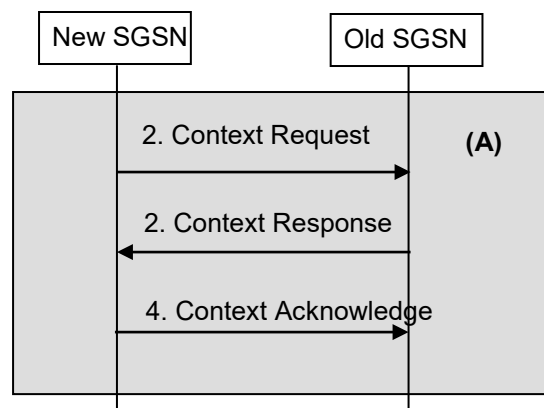 New SGSN
Old SGSN
2. Context Request
(A)
2. Context Response
4. Context Acknowledge